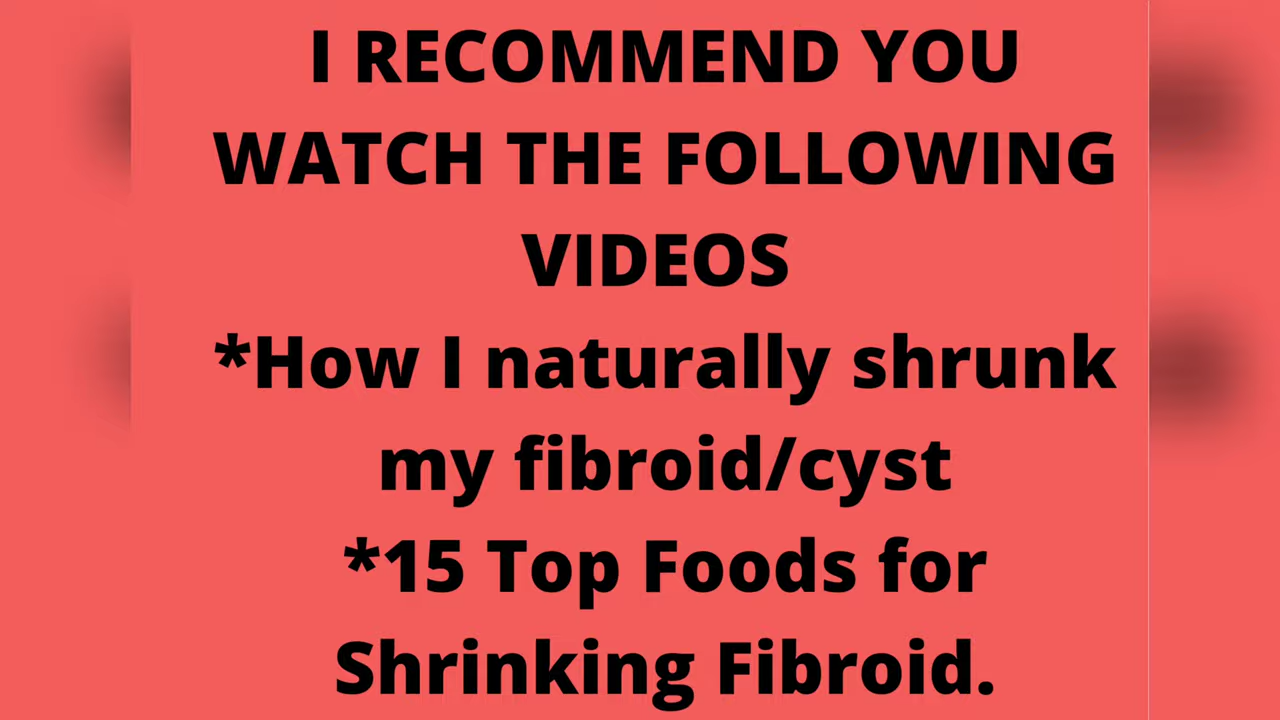 I RECOMMEND YOU
WATCH THE FOLLOWING
VIDEOS
*How I naturally shrunk
my fibroid/cyst
*15 Top Foods for
Shrinking Fibroid.